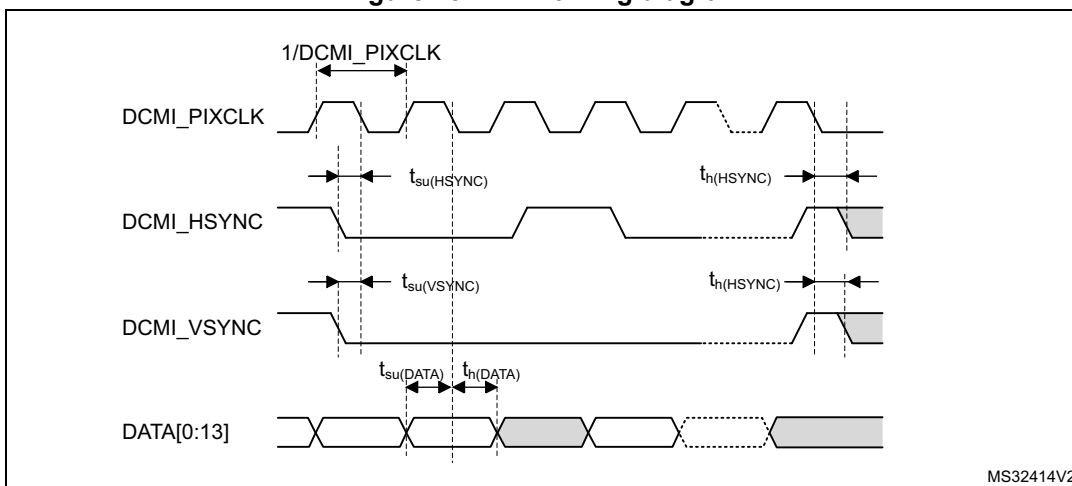 1/DCMI_PIXCLK
DCMI_PIXCLK
tsu(HSYNC)
th(HSYNC)
DCMI_HSYNC
tsu(VSYNC)
th(HSYNC)
DCMI_VSYNC
tsu(DATA) th(DATA)
DATA[0:13]
MS32414V2